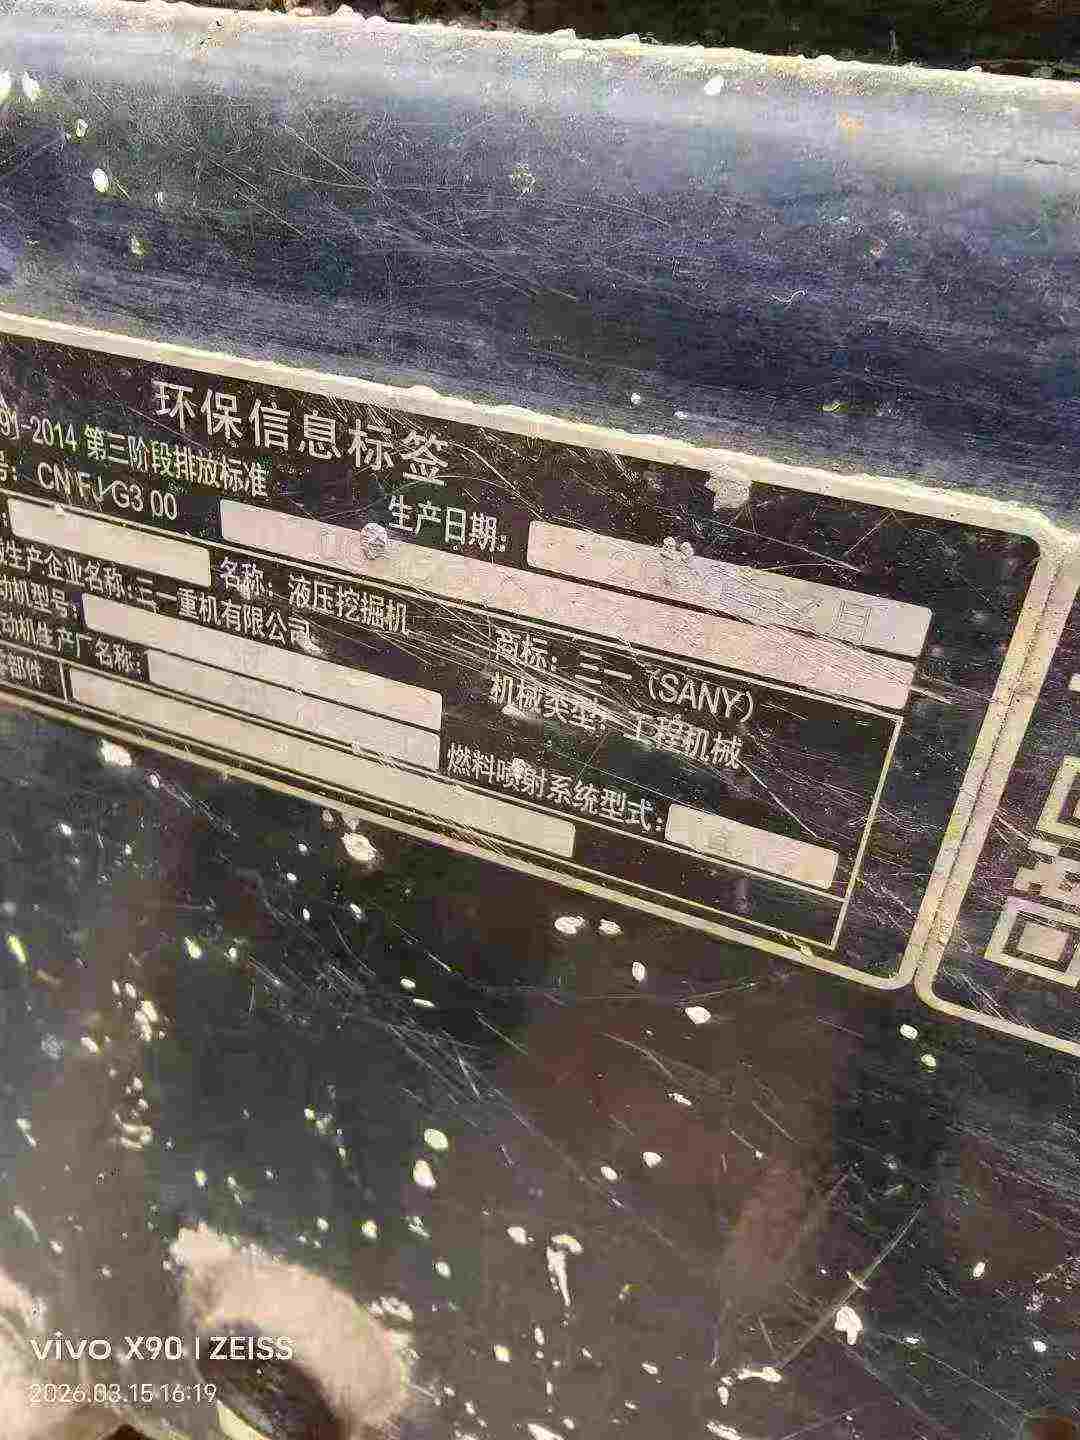 环保信息标签
-2014 第三阶段排放标准
号: CN FJ G3 00
生产日期:
月
名称: 液压挖掘机
商标: 三一 (SANY)
生产企业名称:三一重机有限公司
机械类型: 工程机械
动机型号:
动机生产厂名称:
燃料喷射系统型式:
部件
vivo X90 | ZEISS
2026.03.15 16:19